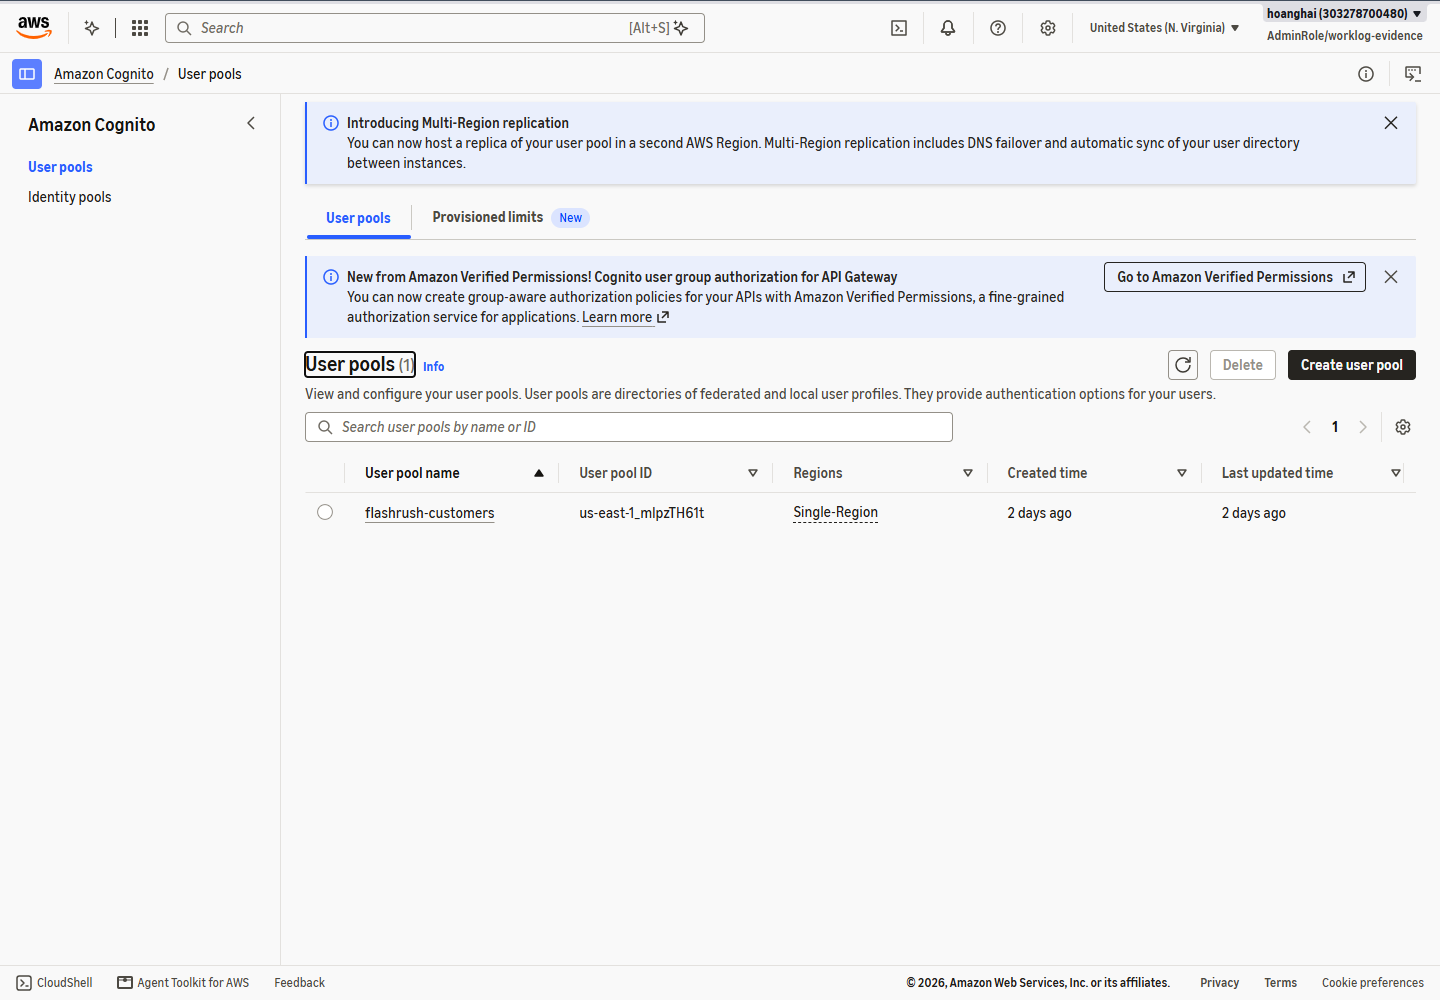 aws
Search
[Alt+S]
United States (N. Virginia)
hoanghai (303278700480)
AdminRole/worklog-evidence
Amazon Cognito / User pools
Amazon Cognito
User pools
Identity pools
Introducing Multi-Region replication
You can now host a replica of your user pool in a second AWS Region. Multi-Region replication includes DNS failover and automatic sync of your user directory
between instances.
User pools
Provisioned limits New
New from Amazon Verified Permissions! Cognito user group authorization for API Gateway
You can now create group-aware authorization policies for your APIs with Amazon Verified Permissions, a fine-grained
authorization service for applications. Learn more
Go to Amazon Verified Permissions
User pools (1) Info
Delete
Create user pool
View and configure your user pools. User pools are directories of federated and local user profiles. They provide authentication options for your users.
Search user pools by name or ID
1
User pool name User pool ID Regions Created time Last updated time
flashrush-customers us-east-1_mlpzTH61t Single-Region 2 days ago 2 days ago
CloudShell Agent Toolkit for AWS Feedback
© 2026, Amazon Web Services, Inc. or its affiliates. Privacy Terms Cookie preferences